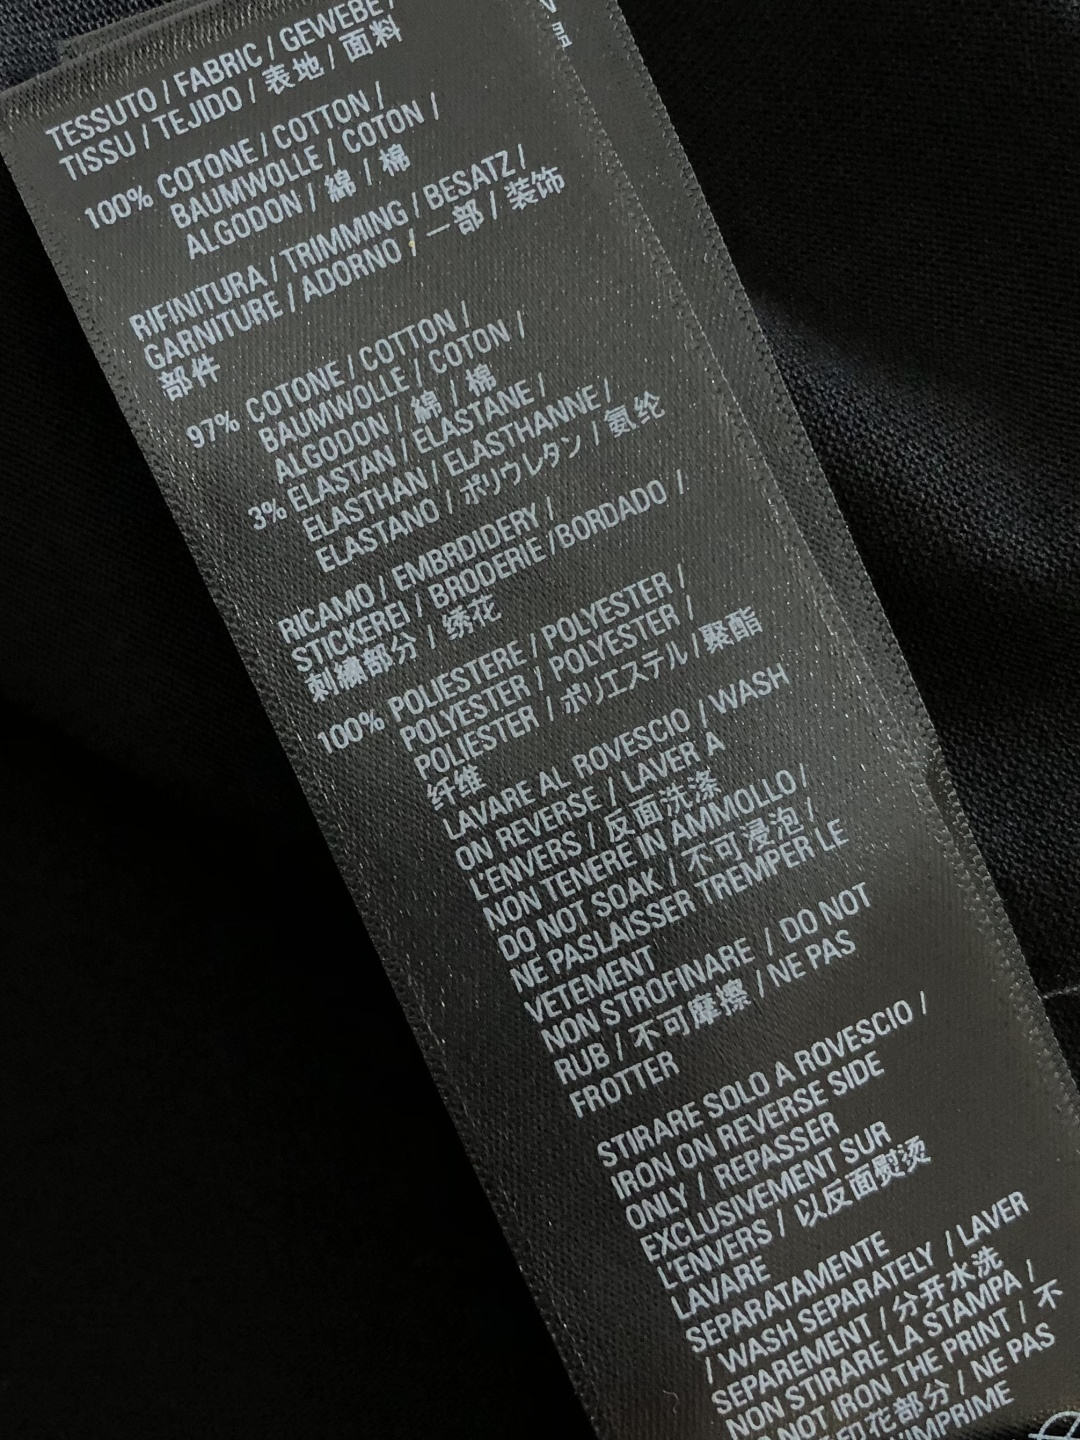 TESSUTO / FABRIC / GEWEBE /
TISSU / TEJIDO / 表地 / 面料
100% COTONE / COTTON /
BAUMWOLLE / COTON /
ALGODON / 綿 / 棉
RIFINITURA / TRIMMING / BESATZ /
GARNITURE / ADORNO / 一部 / 装饰
部件
97% COTONE / COTTON /
BAUMWOLLE / COTON /
ALGODON / 綿 / 棉
3% ELASTAN / ELASTANE /
ELASTHAN / ELASTHANNE /
ELASTANO / ポリウレタン / 氨纶
RICAMO / EMBRDIDERY /
STICKEREI / BRODERIE /BORDADO /
刺繍部分 / 绣花
100% POLIESTERE / POLYESTER /
POLYESTER / POLYESTER /
POLIESTER / ポリエステル / 聚酯
纤维
LAVARE AL ROVESCIO / WASH
ON REVERSE / LAVER A
L'ENVERS / 反面洗涤
NON TENERE IN AMMOLLO /
DO NOT SOAK / 不可浸泡 /
NE PASLAISSER TREMPER LE
VETEMENT
NON STROFINARE / DO NOT
RUB / 不可摩擦 / NE PAS
FROTTER
STIRARE SOLO A ROVESCIO /
IRON ON REVERSE SIDE
ONLY / REPASSER
EXCLUSIVEMENT SUR
L'ENVERS / 以反面熨烫
LAVARE
SEPARATAMENTE
/ WASH SEPARATELY / LAVER
SEPAREMENT / 分开水洗
NON STIRARE LA STAMPA /
DO NOT IRON THE PRINT / 不
印花部分 / NE PAS
L'IMPRIME